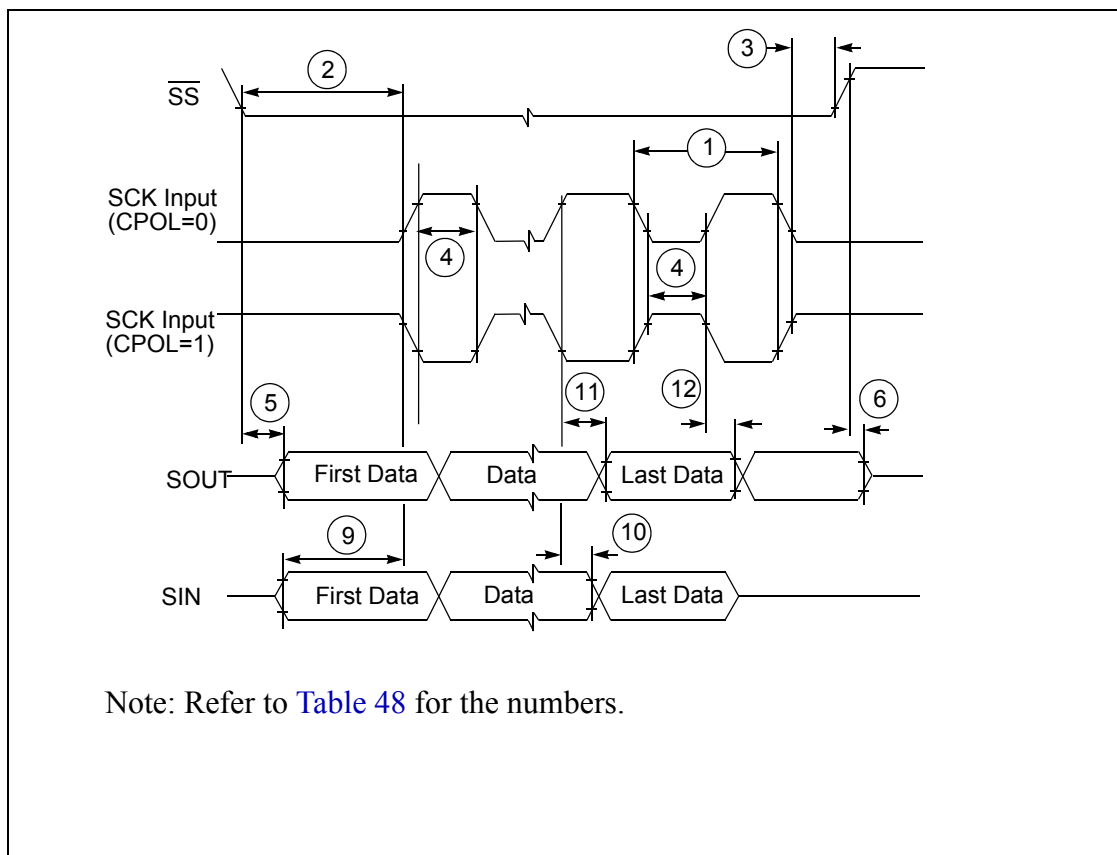 3
2
SS
1
SCK Input
(CPOL=0)
4
4
SCK Input
(CPOL=1)
11
12
5
6
First Data
Data
Last Data
SOUT
9
10
First Data
Data
Last Data
SIN
Note: Refer to Table 48 for the numbers.